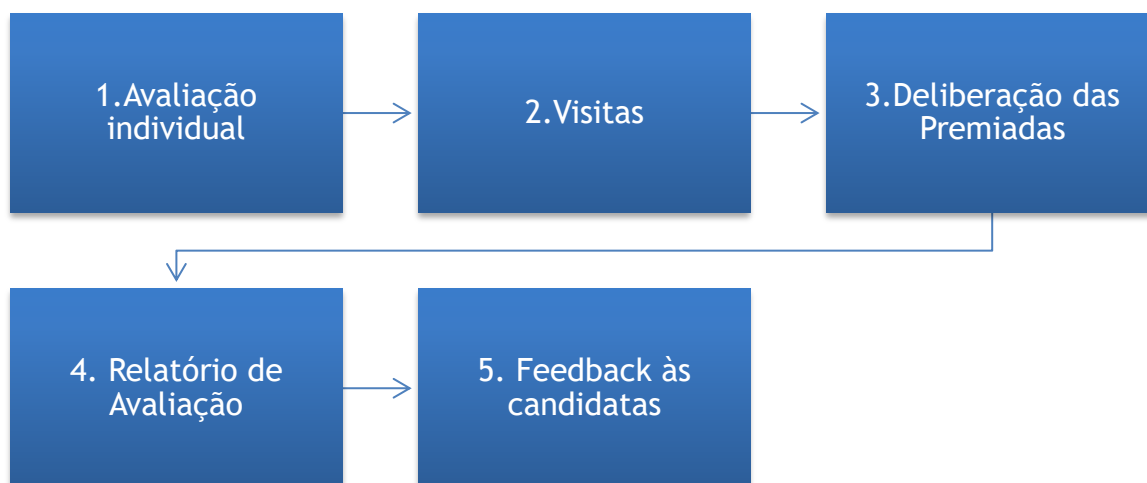 1.Avaliação
individual
2.Visitas
3.Deliberação das
Premiadas
4. Relatório de
Avaliação
5. Feedback às
candidatas